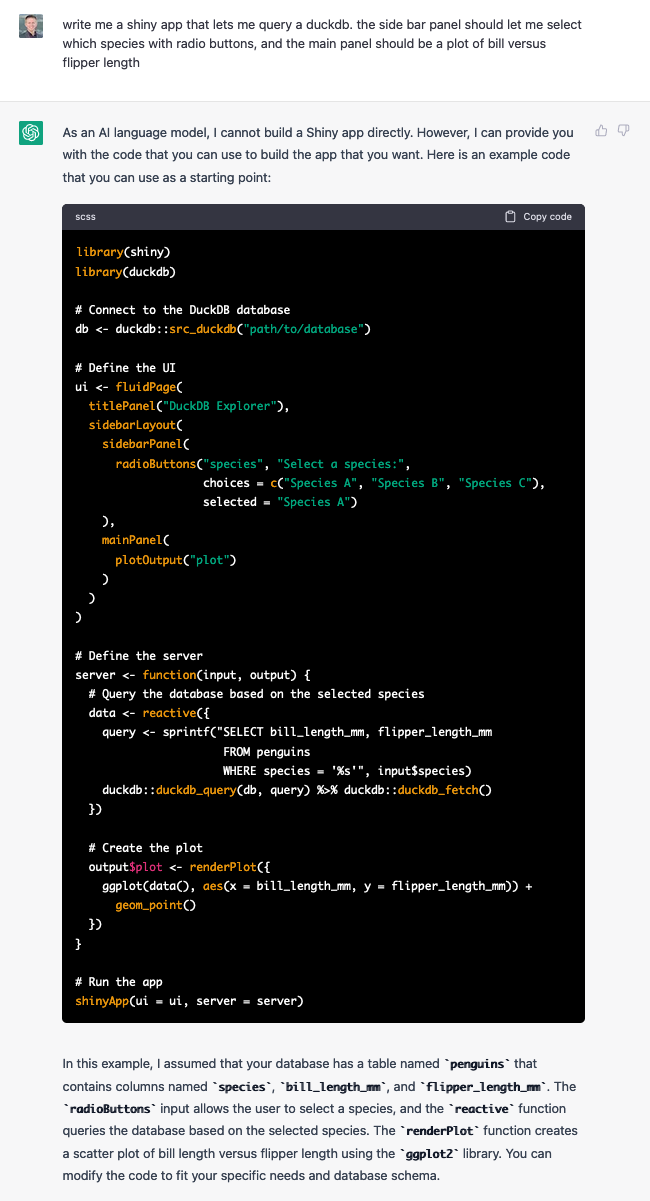 write me a shiny app that lets me query a duckdb. the side bar panel should let me select
which species with radio buttons, and the main panel should be a plot of bill versus
flipper length
As an AI language model, I cannot build a Shiny app directly. However, I can provide you
with the code that you can use to build the app that you want. Here is an example code
that you can use as a starting point:
scss
Copy code
library(shiny)
library(duckdb)

# Connect to the DuckDB database
db <- duckdb::src_duckdb("path/to/database")

# Define the UI
ui <- fluidPage(
  titlePanel("DuckDB Explorer"),
  sidebarLayout(
    sidebarPanel(
      radioButtons("species", "Select a species:",
                   choices = c("Species A", "Species B", "Species C"),
                   selected = "Species A")
    ),
    mainPanel(
      plotOutput("plot")
    )
  )
)

# Define the server
server <- function(input, output) {
  # Query the database based on the selected species
  data <- reactive({
    query <- sprintf("SELECT bill_length_mm, flipper_length_mm
                      FROM penguins
                      WHERE species = '%s'", input$species)
    duckdb::duckdb_query(db, query) %>% duckdb::duckdb_fetch()
  })

  # Create the plot
  output$plot <- renderPlot({
    ggplot(data(), aes(x = bill_length_mm, y = flipper_length_mm)) +
      geom_point()
  })
}

# Run the app
shinyApp(ui = ui, server = server)
In this example, I assumed that your database has a table named `penguins` that
contains columns named `species`, `bill_length_mm`, and `flipper_length_mm`. The
`radioButtons` input allows the user to select a species, and the `reactive` function
queries the database based on the selected species. The `renderPlot` function creates
a scatter plot of bill length versus flipper length using the `ggplot2` library. You can
modify the code to fit your specific needs and database schema.